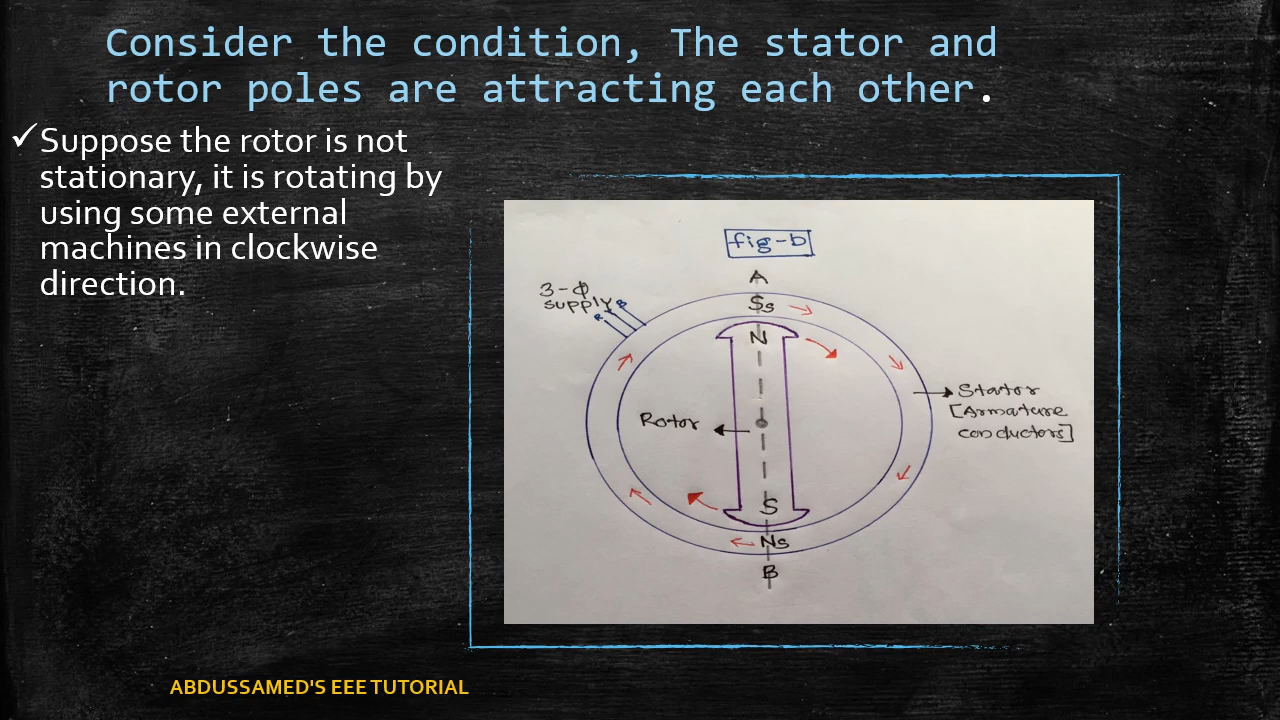 Consider the condition, The stator and
rotor poles are attracting each other.
✓Suppose the rotor is not
stationary, it is rotating by
using some external
machines in clockwise
direction.
fig-b
A
3-Φ
supply
R Y B
Ss
N
Stator
[Armature
conductors]
Rotor
S
Ns
B
ABDUSSAMED'S EEE TUTORIAL